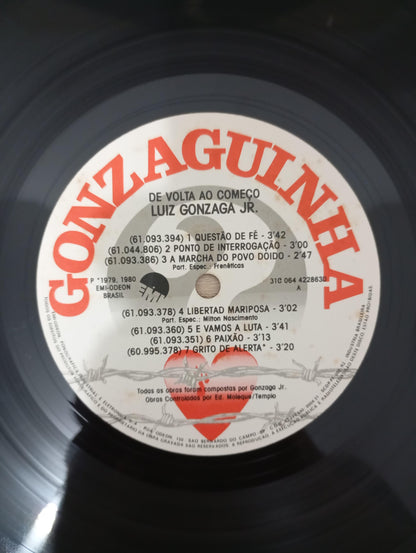 GONZAGUINHA
DE VOLTA AO COMEÇO
LUIZ GONZAGA JR.
(61.093.394) 1 QUESTÃO DE FÉ - 3'42
(61.044.806) 2 PONTO DE INTERROGAÇÃO - 3'00
(61.093.386) 3 A MARCHA DO POVO DOIDO - 2'47
Part. Espec.: Frenéticas
P *1979, 1980
EMI-ODEON
BRASIL
31C 064 422863D
A
(61.093.378) 4 LIBERTAD MARIPOSA - 3'02
Part. Espec.: Milton Nascimento
(61.093.360) 5 E VAMOS A LUTA - 3'41
(61.093.351) 6 PAIXÃO - 3'13
(60.995.378) 7 GRITO DE ALERTA* - 3'20
Todas as obras foram compostas por Gonzaga Jr.
Obras Controladas por Ed. Moleque/Tempio